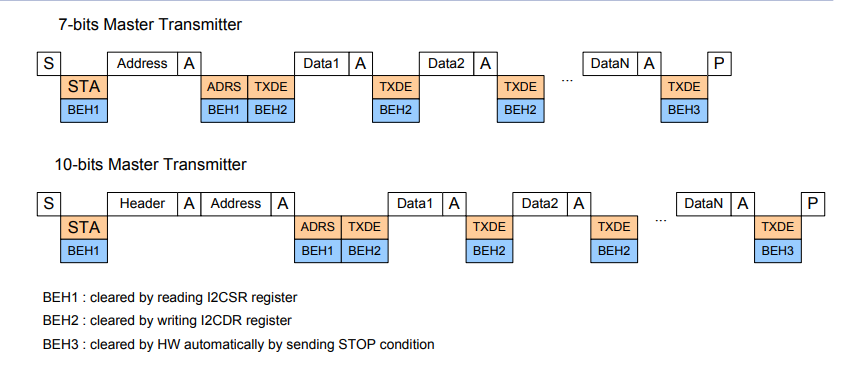 7-bits Master Transmitter
S Address A Data1 A Data2 A DataN A P
STA ADRS TXDE TXDE TXDE ... TXDE
BEH1 BEH1 BEH2 BEH2 BEH2 BEH3
10-bits Master Transmitter
S Header A Address A Data1 A Data2 A DataN A P
STA ADRS TXDE TXDE TXDE ... TXDE
BEH1 BEH1 BEH2 BEH2 BEH2 BEH3
BEH1 : cleared by reading I2CSR register
BEH2 : cleared by writing I2CDR register
BEH3 : cleared by HW automatically by sending STOP condition